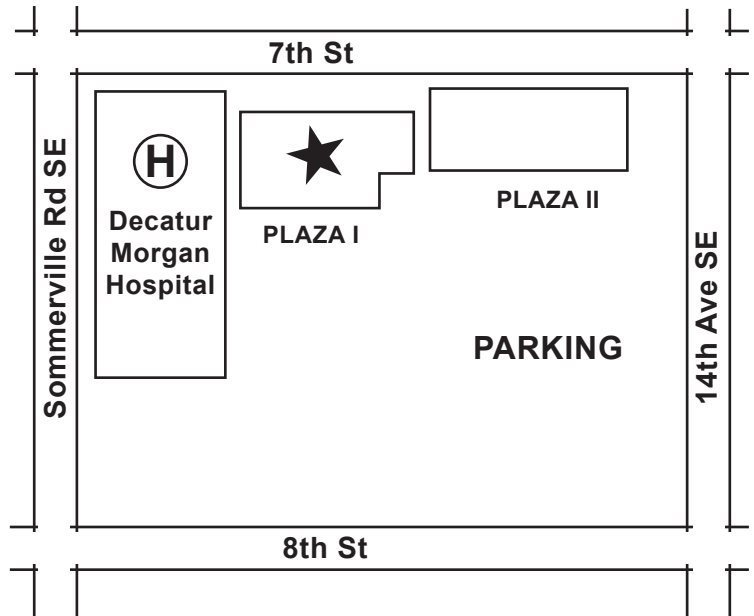 7th St
H
Decatur
Morgan
Hospital
PLAZA I
PLAZA II
Sommerville Rd SE
PARKING
14th Ave SE
8th St